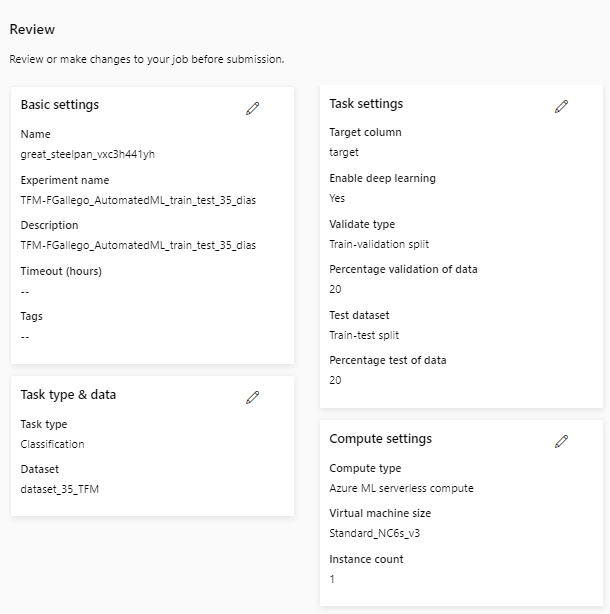 Review
Review or make changes to your job before submission.
Basic settings
Name
great_steelpan_vxc3h441yh
Experiment name
TFM-FGallego_AutomatedML_train_test_35_dias
Description
TFM-FGallego_AutomatedML_train_test_35_dias
Timeout (hours)
--
Tags
--
Task type & data
Task type
Classification
Dataset
dataset_35_TFM
Task settings
Target column
target
Enable deep learning
Yes
Validate type
Train-validation split
Percentage validation of data
20
Test dataset
Train-test split
Percentage test of data
20
Compute settings
Compute type
Azure ML serverless compute
Virtual machine size
Standard_NC6s_v3
Instance count
1